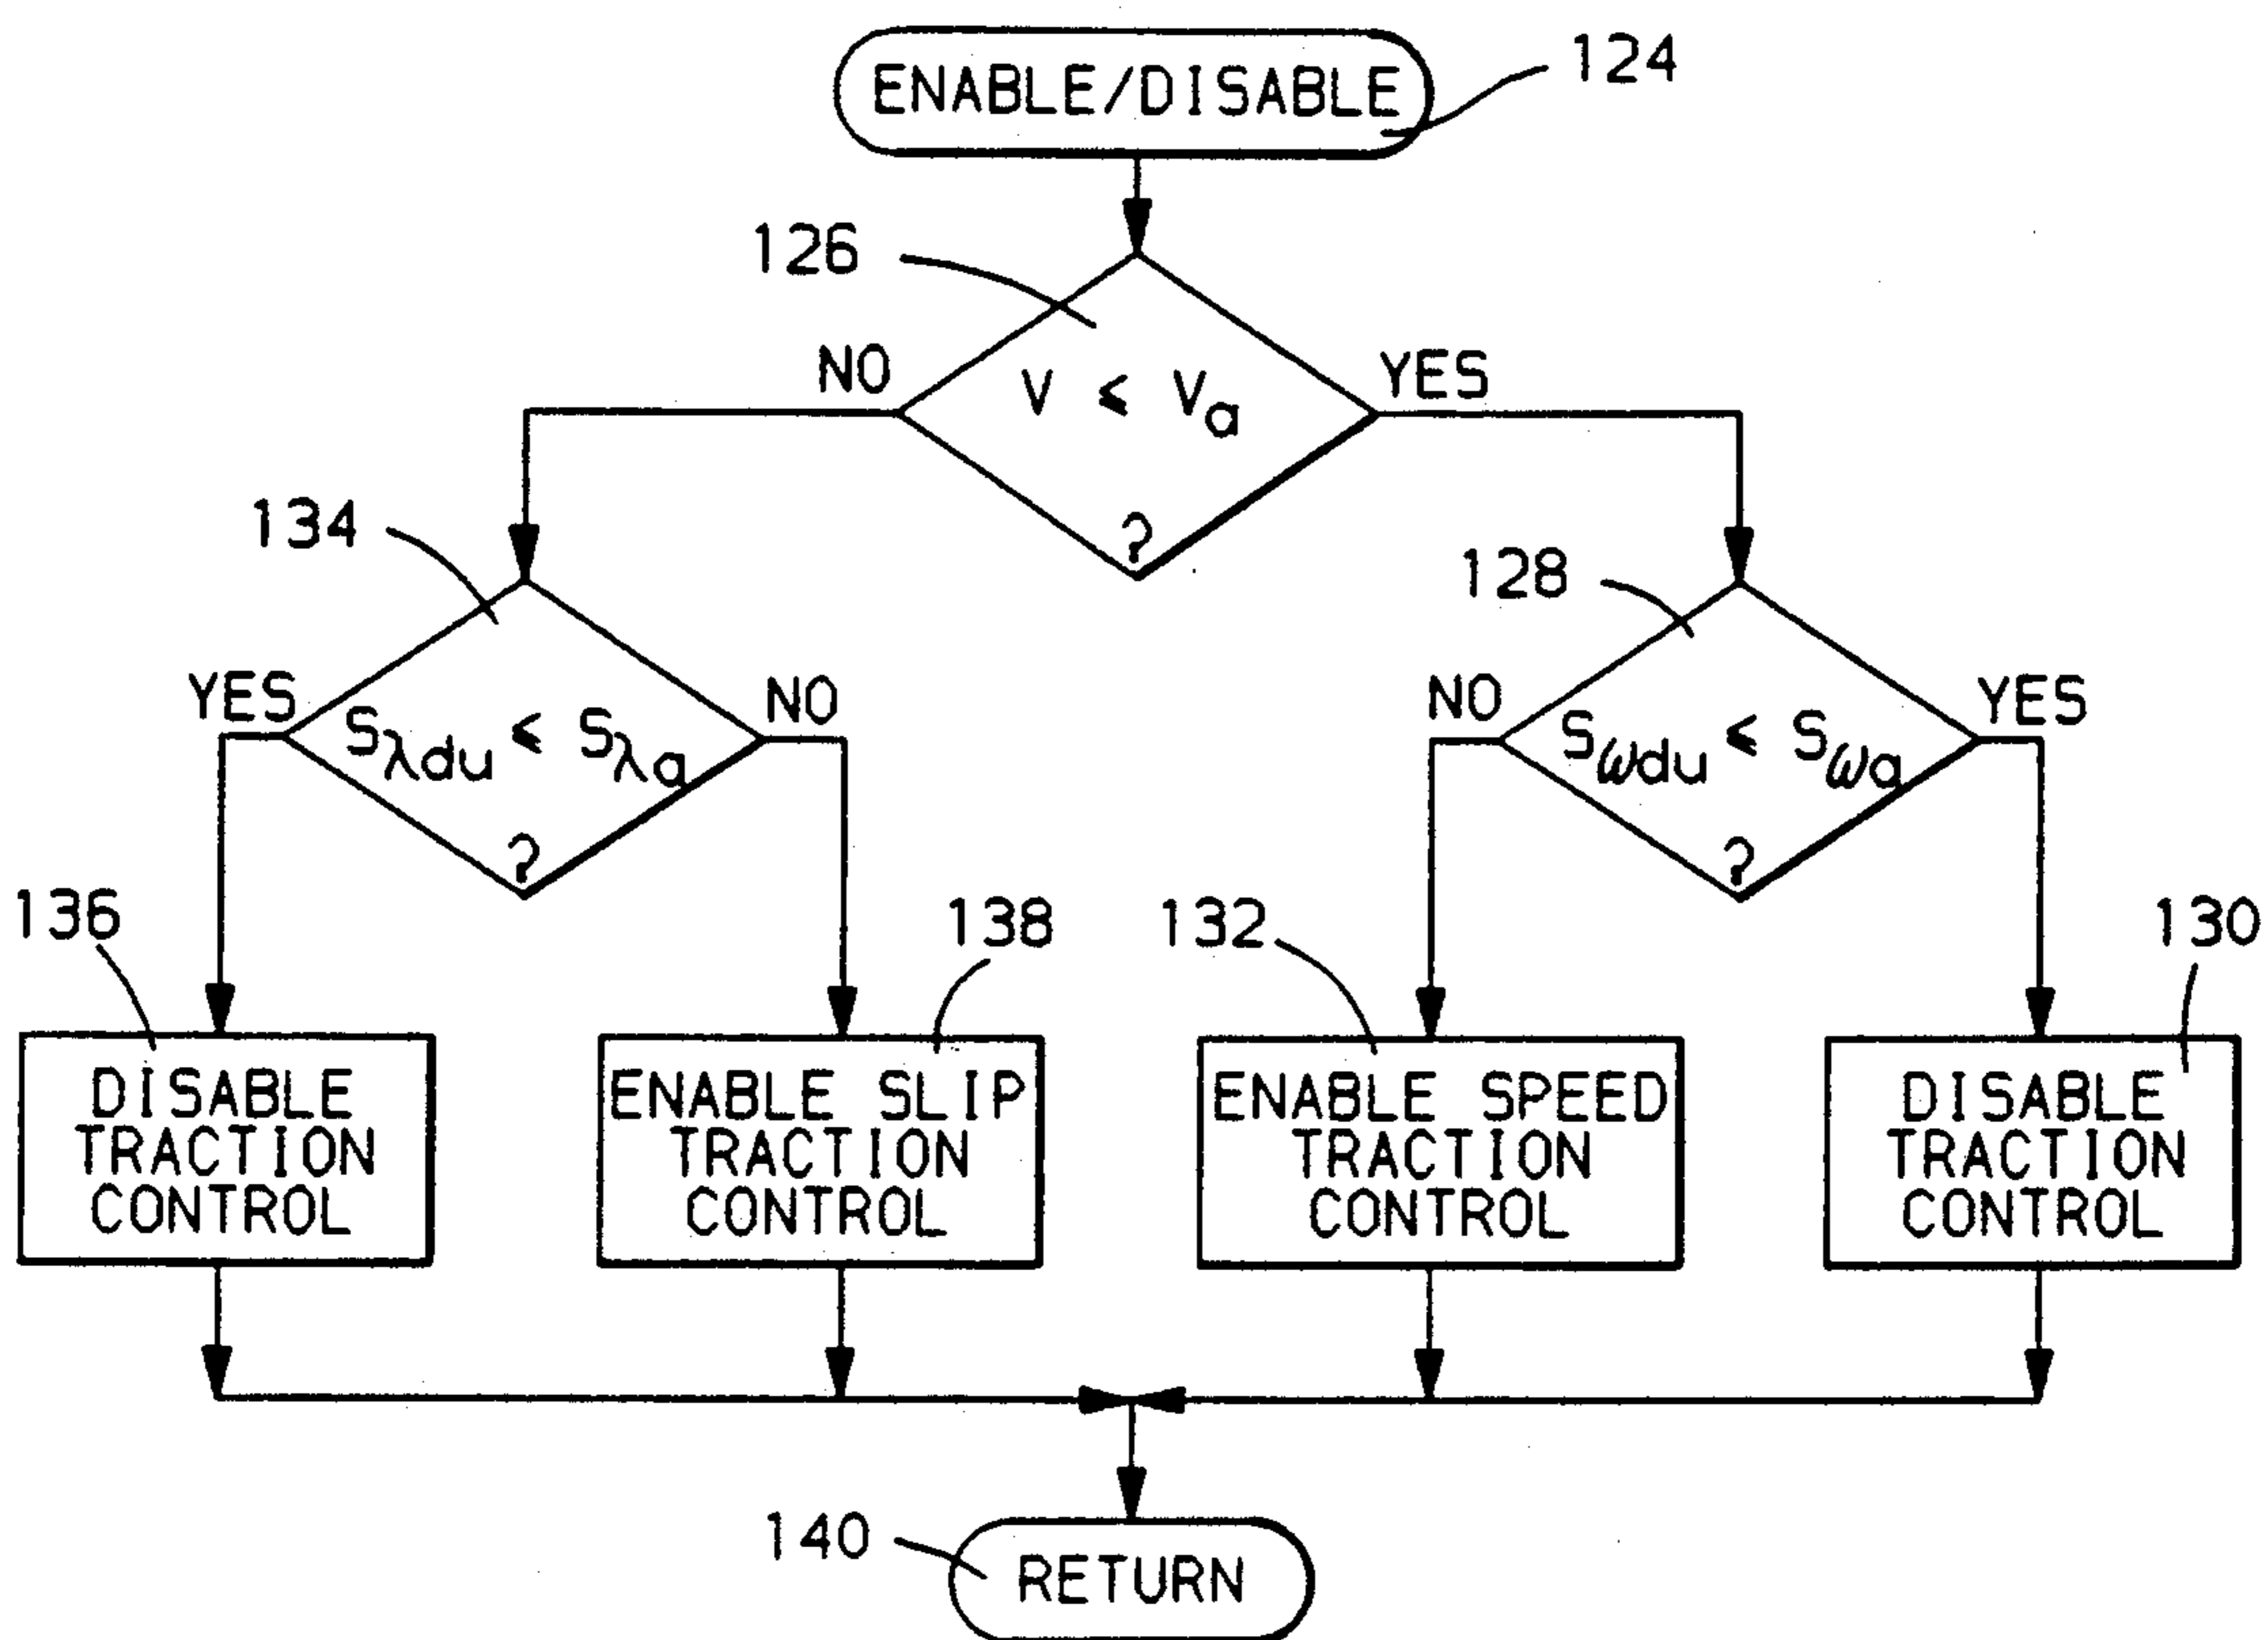 ENABLE/DISABLE
124
126
NO
V ≤ Va
YES
?
134
128
YES
Sλdu ≤ Sλa
NO
?
NO
Sωdu ≤ Sωa
YES
?
136
138
132
130
DISABLE
TRACTION
CONTROL
ENABLE SLIP
TRACTION
CONTROL
ENABLE SPEED
TRACTION
CONTROL
DISABLE
TRACTION
CONTROL
140
RETURN